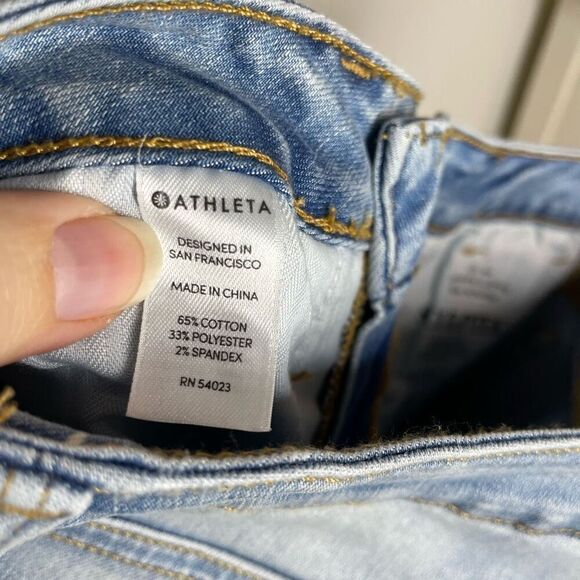 ATHLETA
DESIGNED IN
SAN FRANCISCO
MADE IN CHINA
65% COTTON
33% POLYESTER
2% SPANDEX
RN 54023